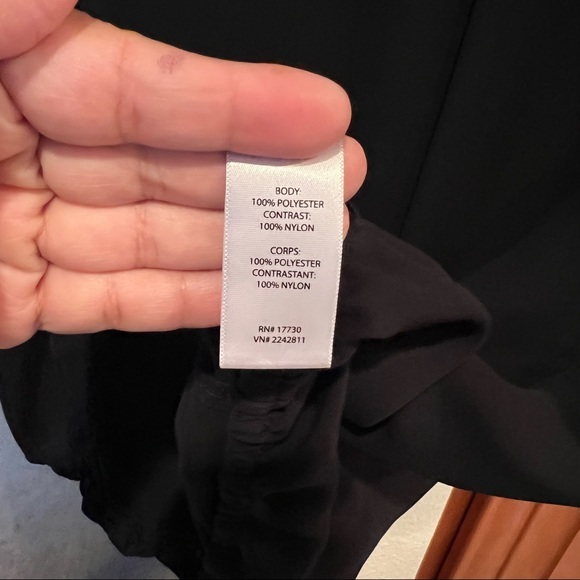 BODY:
100% POLYESTER
CONTRAST:
100% NYLON
CORPS:
100% POLYESTER
CONTRASTANT:
100% NYLON
RN# 17730
VN# 2242811